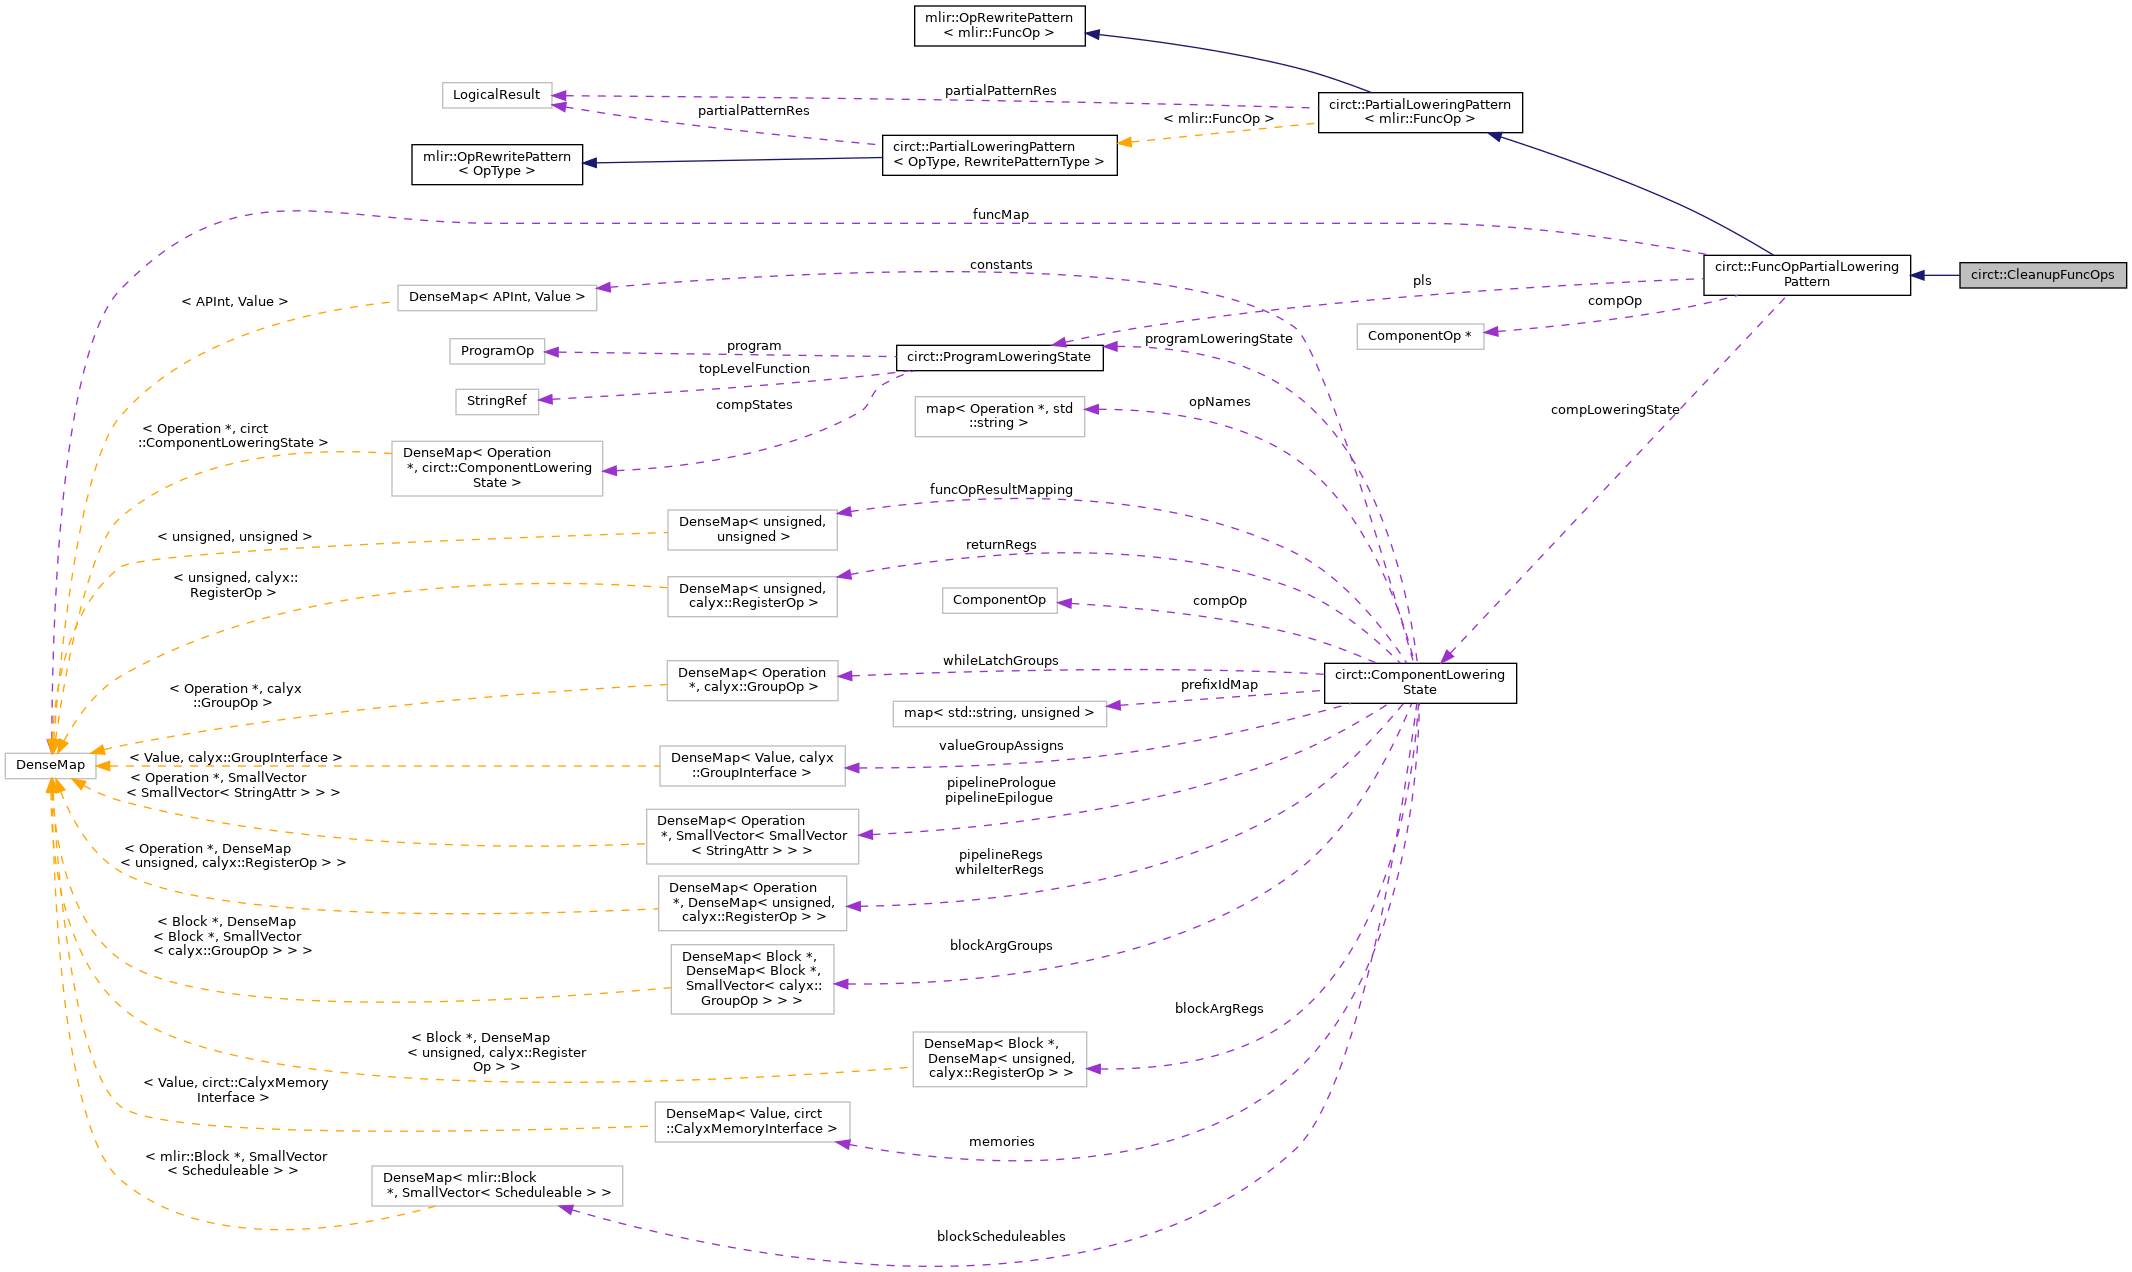 mlir::OpRewritePattern
< mlir::FuncOp >
LogicalResult
partialPatternRes
partialPatternRes
circt::PartialLoweringPattern
< mlir::FuncOp >
< mlir::FuncOp >
mlir::OpRewritePattern
< OpType >
circt::PartialLoweringPattern
< OpType, RewritePatternType >
funcMap
constants
circt::FuncOpPartialLowering
Pattern
circt::CleanupFuncOps
pls
compOp
< APInt, Value >
DenseMap< APInt, Value >
ComponentOp *
ProgramOp
program
circt::ProgramLoweringState
programLoweringState
topLevelFunction
StringRef
compStates
map< Operation *, std
::string >
opNames
compLoweringState
< Operation *, circt
::ComponentLoweringState >
DenseMap< Operation
*, circt::ComponentLowering
State >
funcOpResultMapping
DenseMap< unsigned,
unsigned >
< unsigned, unsigned >
returnRegs
< unsigned, calyx::
RegisterOp >
DenseMap< unsigned,
calyx::RegisterOp >
ComponentOp
compOp
whileLatchGroups
DenseMap< Operation
*, calyx::GroupOp >
< Operation *, calyx
::GroupOp >
circt::ComponentLowering
State
prefixIdMap
map< std::string, unsigned >
valueGroupAssigns
DenseMap
< Value, calyx::GroupInterface >
DenseMap< Value, calyx
::GroupInterface >
< Operation *, SmallVector
< SmallVector< StringAttr > > >
pipelinePrologue
pipelineEpilogue
DenseMap< Operation
*, SmallVector< SmallVector
< StringAttr > > >
< Operation *, DenseMap
< unsigned, calyx::RegisterOp > >
pipelineRegs
whileIterRegs
DenseMap< Operation
*, DenseMap< unsigned,
calyx::RegisterOp > >
< Block *, DenseMap
< Block *, SmallVector
< calyx::GroupOp > > >
blockArgGroups
DenseMap< Block *,
DenseMap< Block *,
SmallVector< calyx::
GroupOp > > >
blockArgRegs
< Block *, DenseMap
< unsigned, calyx::Register
Op > >
DenseMap< Block *,
DenseMap< unsigned,
calyx::RegisterOp > >
< Value, circt::CalyxMemory
Interface >
DenseMap< Value, circt
::CalyxMemoryInterface >
memories
< mlir::Block *, SmallVector
< Scheduleable > >
DenseMap< mlir::Block
*, SmallVector< Scheduleable > >
blockScheduleables